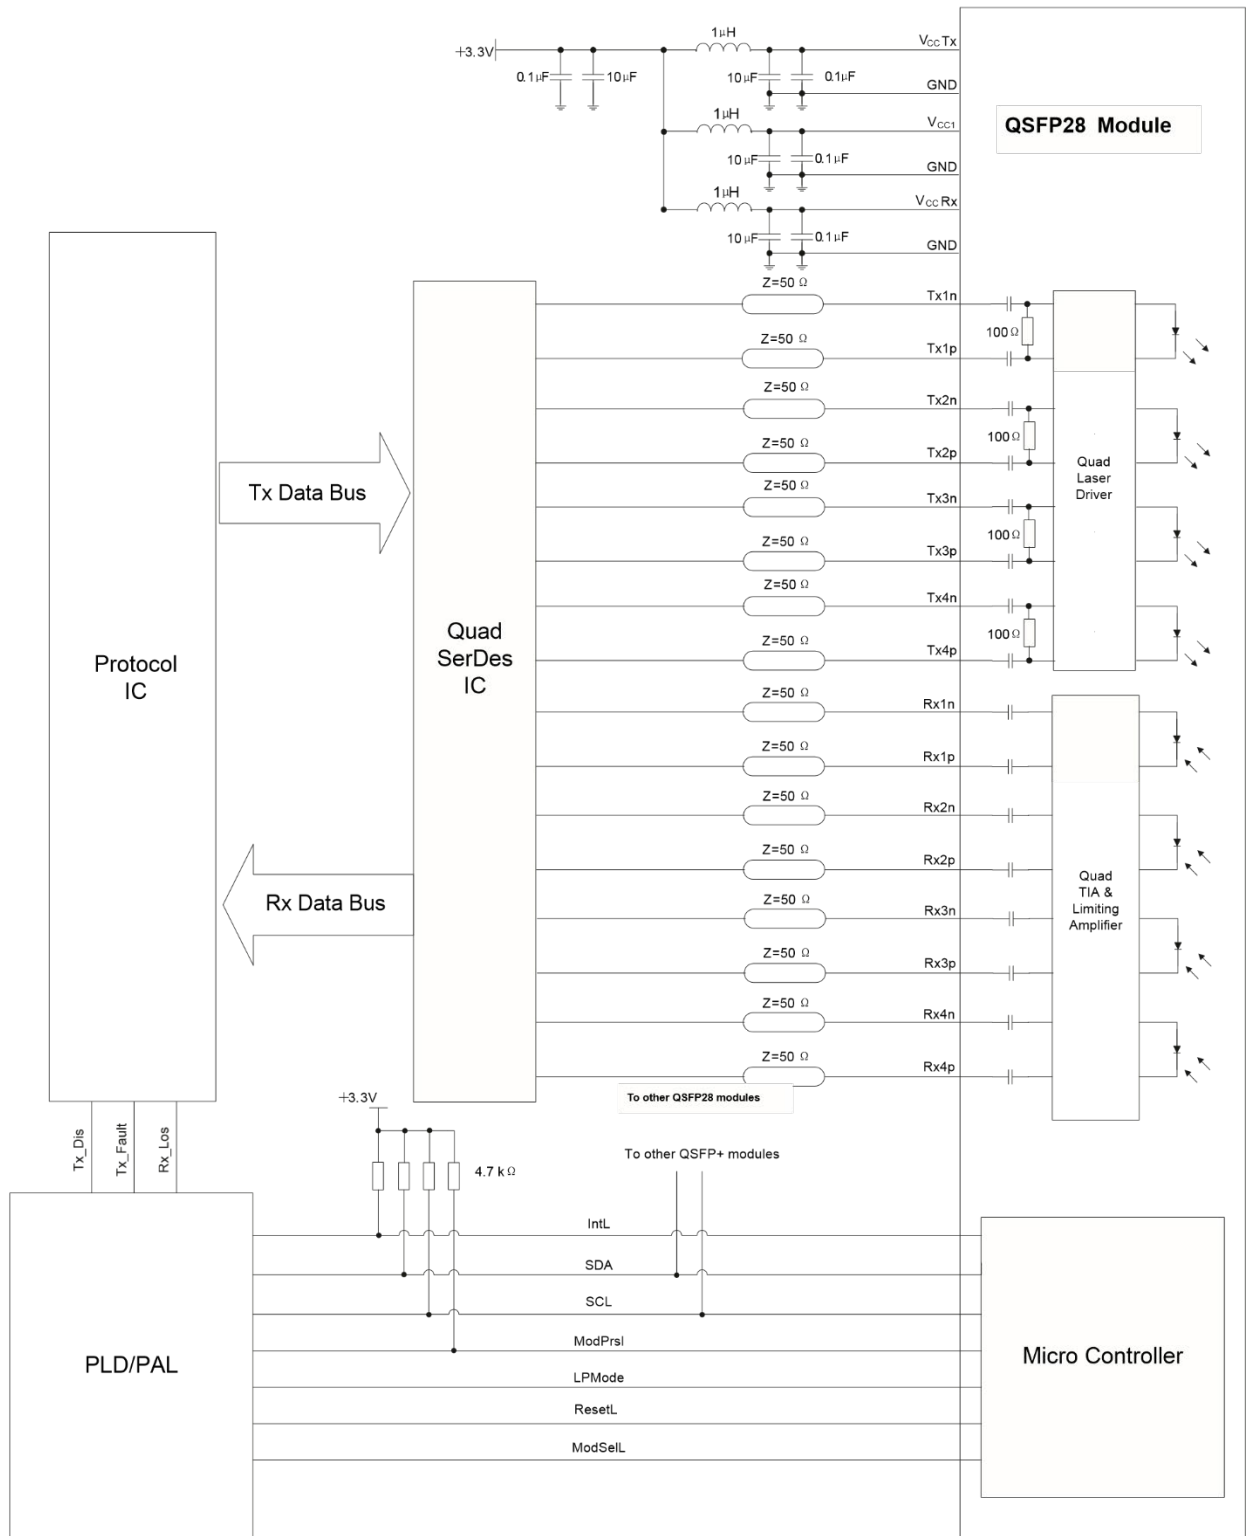 1μH
+3.3V
VCC Tx
0.1μF
10μF
10μF
0.1μF
GND
1μH
VCC1
QSFP28 Module
10μF
0.1μF
GND
1μH
VCC Rx
10μF
0.1μF
GND
Z=50 Ω
Tx1n
100Ω
Z=50 Ω
Tx1p
Z=50 Ω
Tx2n
100Ω
Z=50 Ω
Tx2p
Quad
Laser
Driver
Z=50 Ω
Tx3n
100Ω
Z=50 Ω
Tx3p
Z=50 Ω
Tx4n
100Ω
Z=50 Ω
Tx4p
Tx Data Bus
Protocol
IC
Quad
SerDes
IC
Z=50 Ω
Rx1n
Z=50 Ω
Rx1p
Z=50 Ω
Rx2n
Z=50 Ω
Rx2p
Quad
TIA &
Limiting
Amplifier
Rx Data Bus
Z=50 Ω
Rx3n
Z=50 Ω
Rx3p
Z=50 Ω
Rx4n
Z=50 Ω
Rx4p
To other QSFP28 modules
+3.3V
Tx_Dis
Tx_Fault
Rx_Los
To other QSFP+ modules
4.7 kΩ
IntL
SDA
SCL
ModPrsl
LPMode
ResetL
ModSelL
PLD/PAL
Micro Controller